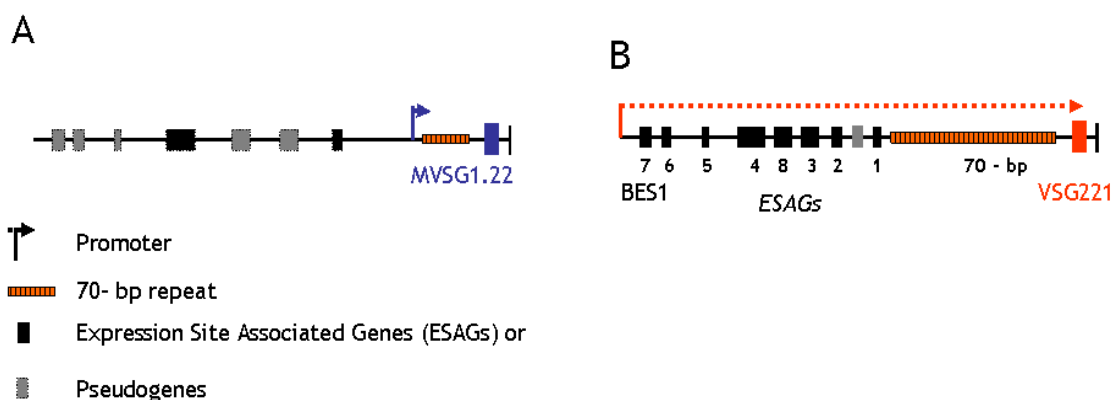 A
MVSG1.22
B
7 6 5 4 8 3 2 1 70 - bp
BES1 ESAGs VSG221
Promoter
70- bp repeat
Expression Site Associated Genes (ESAGs) or
Pseudogenes